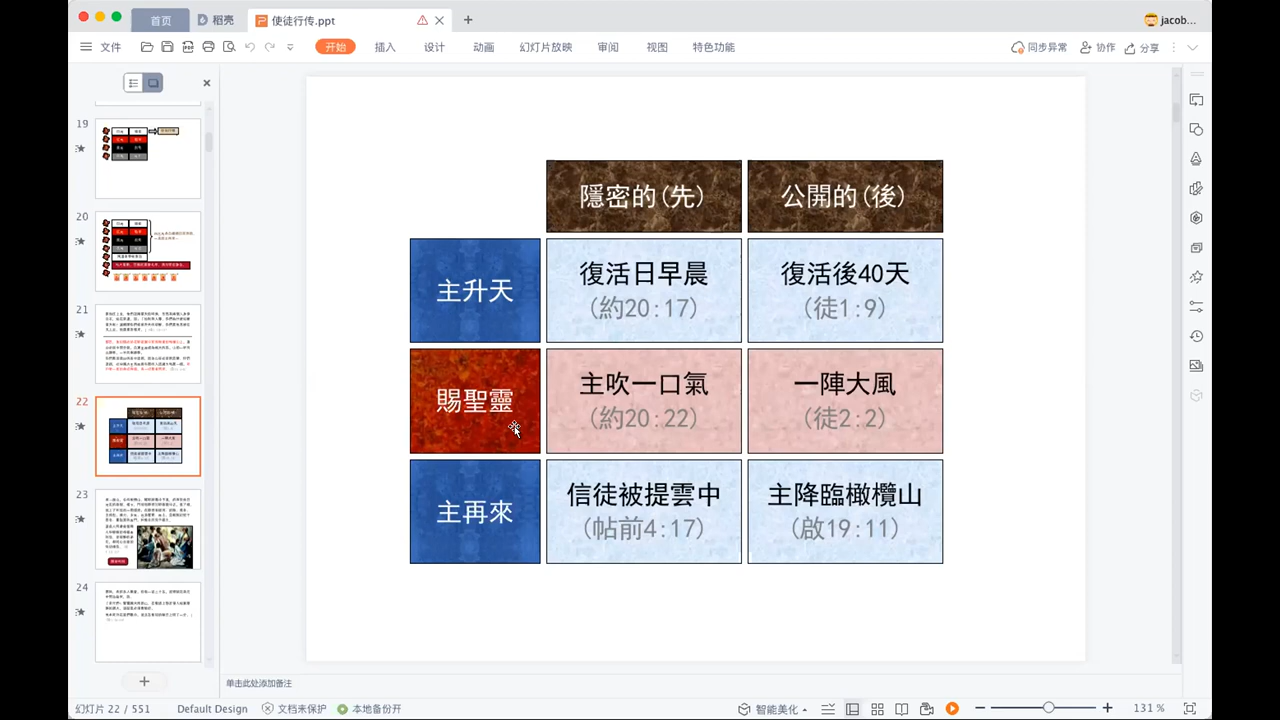 首页
稻壳
使徒行传.ppt
jacob...
文件
开始
插入
设计
动画
幻灯片放映
审阅
视图
特色功能
同步异常
协作
分享
19
20
21
22
23
24
隱密的(先)
公開的(後)
主升天
復活日早晨
(約20:17)
復活後40天
(徒1:9)
賜聖靈
主吹一口氣
(約20:22)
一陣大風
(徒2:2)
主再來
信徒被提雲中
(帖前4:17)
主降臨橄欖山
(啟19:11)
单击此处添加备注
幻灯片 22 / 551
Default Design
文档未保护
本地备份开
智能美化
131 %